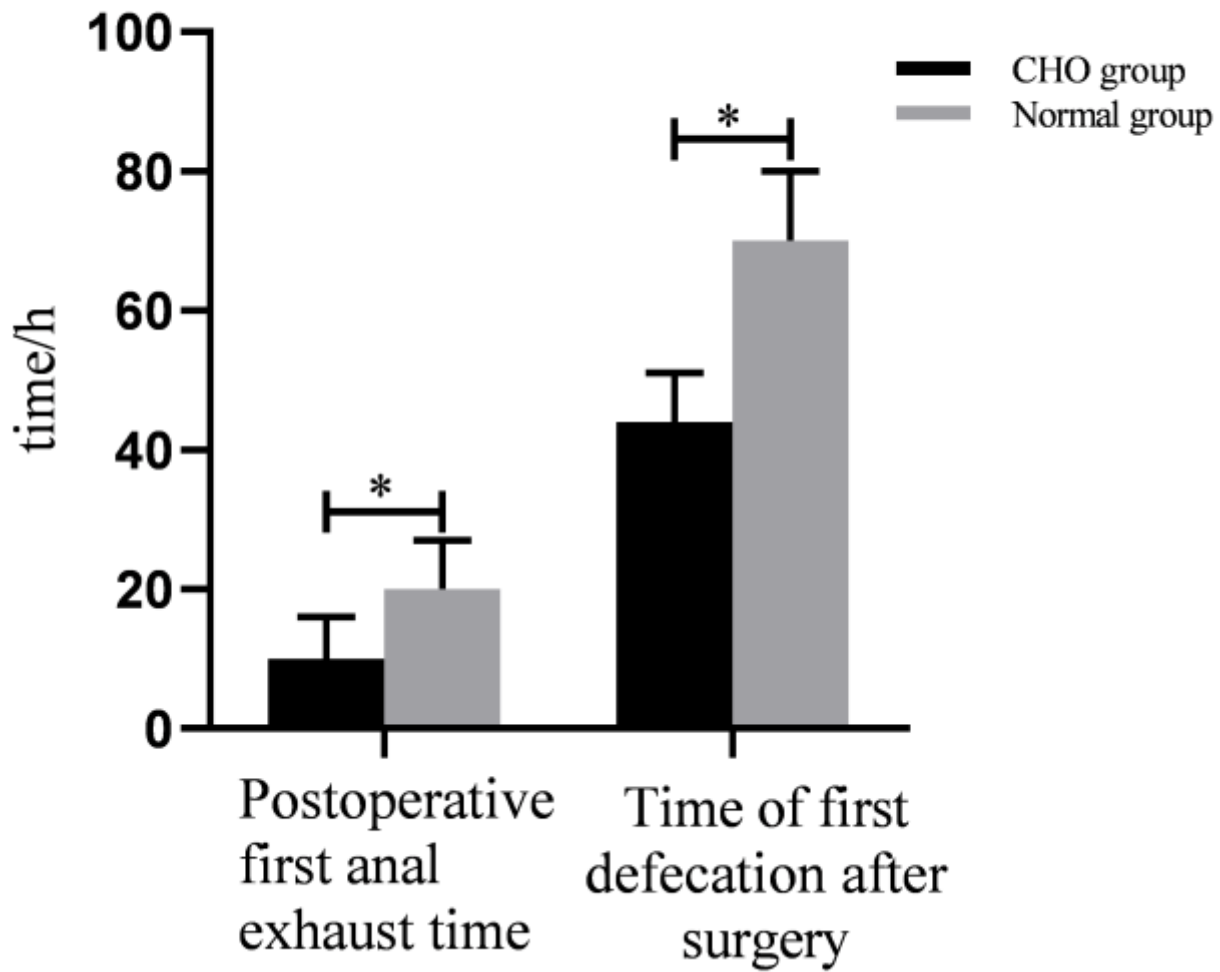 100
80
60
40
20
0
time/h
*
*
CHO group
Normal group
Postoperative
first anal
exhaust time
Time of first
defecation after
surgery